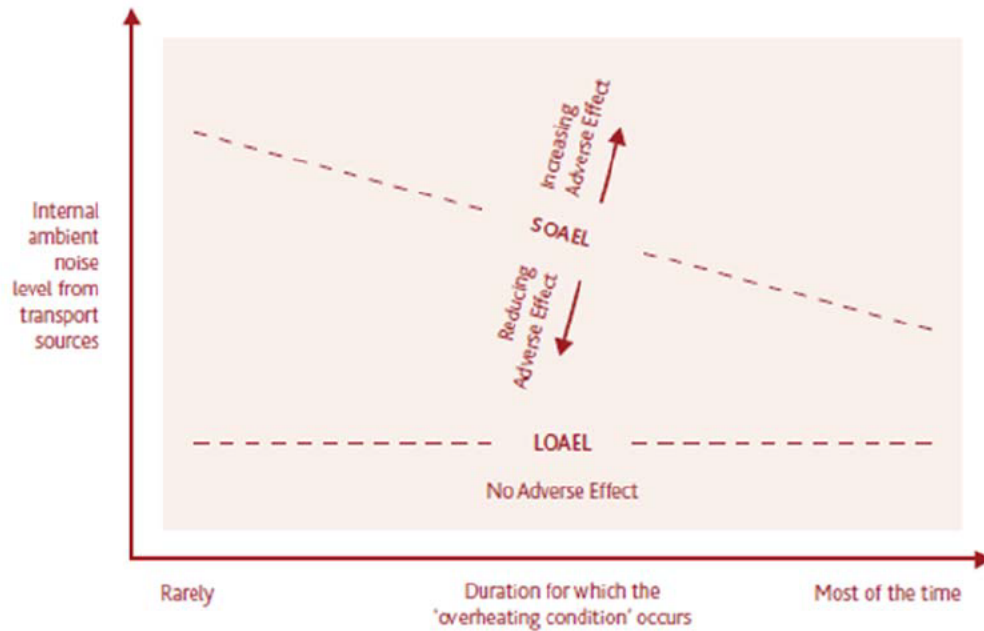 Increasing
Adverse Effect
SOAEL
Reducing
Adverse Effect
Internal
ambient
noise
level from
transport
sources
LOAEL
No Adverse Effect
Rarely
Duration for which the
'overheating condition' occurs
Most of the time